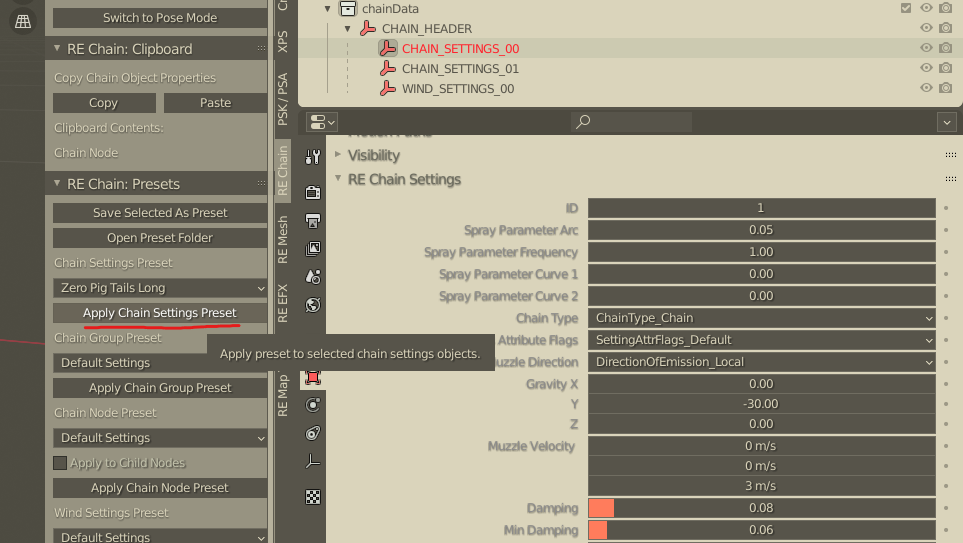 Switch to Pose Mode
RE Chain: Clipboard
Copy Chain Object Properties
Copy
Paste
Clipboard Contents:
Chain Node
RE Chain: Presets
Save Selected As Preset
Open Preset Folder
Chain Settings Preset
Zero Pig Tails Long
Apply Chain Settings Preset
Chain Group Preset
Default Settings
Apply Chain Group Preset
Chain Node Preset
Default Settings
Apply to Child Nodes
Apply Chain Node Preset
Wind Settings Preset
Default Settings
XPS
PSK / PSA
RE Chain
RE Mesh
RE EFX
RE Map
chainData
CHAIN_HEADER
CHAIN_SETTINGS_00
CHAIN_SETTINGS_01
WIND_SETTINGS_00
Visibility
RE Chain Settings
ID 1
Spray Parameter Arc 0.05
Spray Parameter Frequency 1.00
Spray Parameter Curve 1 0.00
Spray Parameter Curve 2 0.00
Chain Type ChainType_Chain
Attribute Flags SettingAttrFlags_Default
Apply preset to selected chain settings objects.
uzzle Direction DirectionOfEmission_Local
Gravity X 0.00
Y -30.00
Z 0.00
Muzzle Velocity 0 m/s
0 m/s
3 m/s
Damping 0.08
Min Damping 0.06